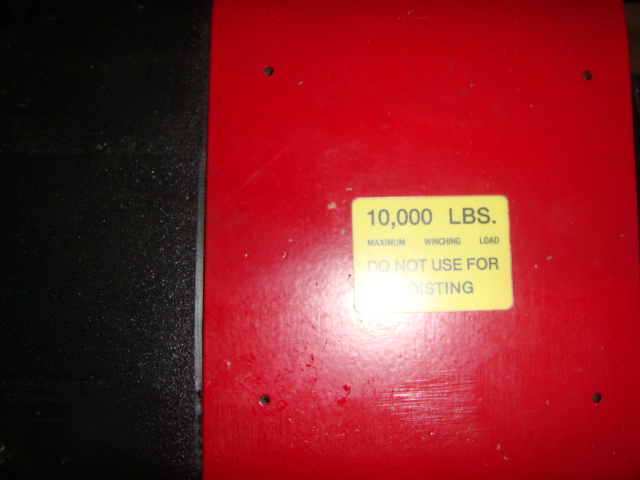 10,000 LBS.
MAXIMUM WINCHING LOAD
DO NOT USE FOR
HOISTING